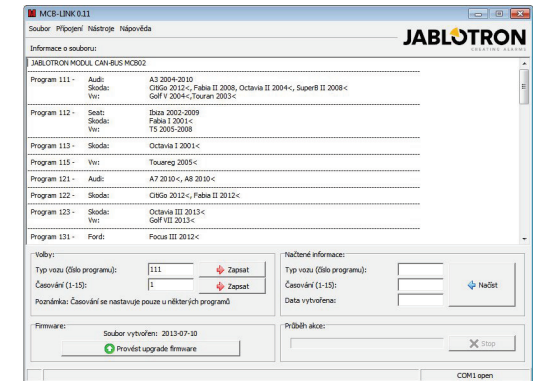 MCB-LINK 0.11
Soubor Připojení Nástroje Nápověda
JABLOTRON
CREATING ALARMS
Informace o souboru:
JABLOTRON MODUL CAN-BUS MCB02
Program 111 - Audi: A3 2004-2010
Skoda: CitiGo 2012<, Fabia II 2008, Octavia II 2004<, SuperB II 2008<
Vw: Golf V 2004<,Touran 2003<
Program 112 - Seat: Ibiza 2002-2009
Skoda: Fabia I 2001<
Vw: T5 2005-2008
Program 113 - Skoda: Octavia I 2001<
Program 115 - Vw: Touareg 2005<
Program 121 - Audi: A7 2010<, A8 2010<
Program 122 - Skoda: CitiGo 2012<, Fabia II 2012<
Program 123 - Skoda: Octavia III 2013<
Vw: Golf VII 2013<
Program 131 - Ford: Focus III 2012<
Volby:
Typ vozu (číslo programu): 111 Zapsat
Časování (1-15): 1 Zapsat
Poznámka: Časování se nastavuje pouze u některých programů
Načtené informace:
Typ vozu (číslo programu):
Časování (1-15):
Data vytvořena:
Načíst
Firmware:
Soubor vytvořen: 2013-07-10
Provést upgrade firmware
Průběh akce:
Stop
COM1 open